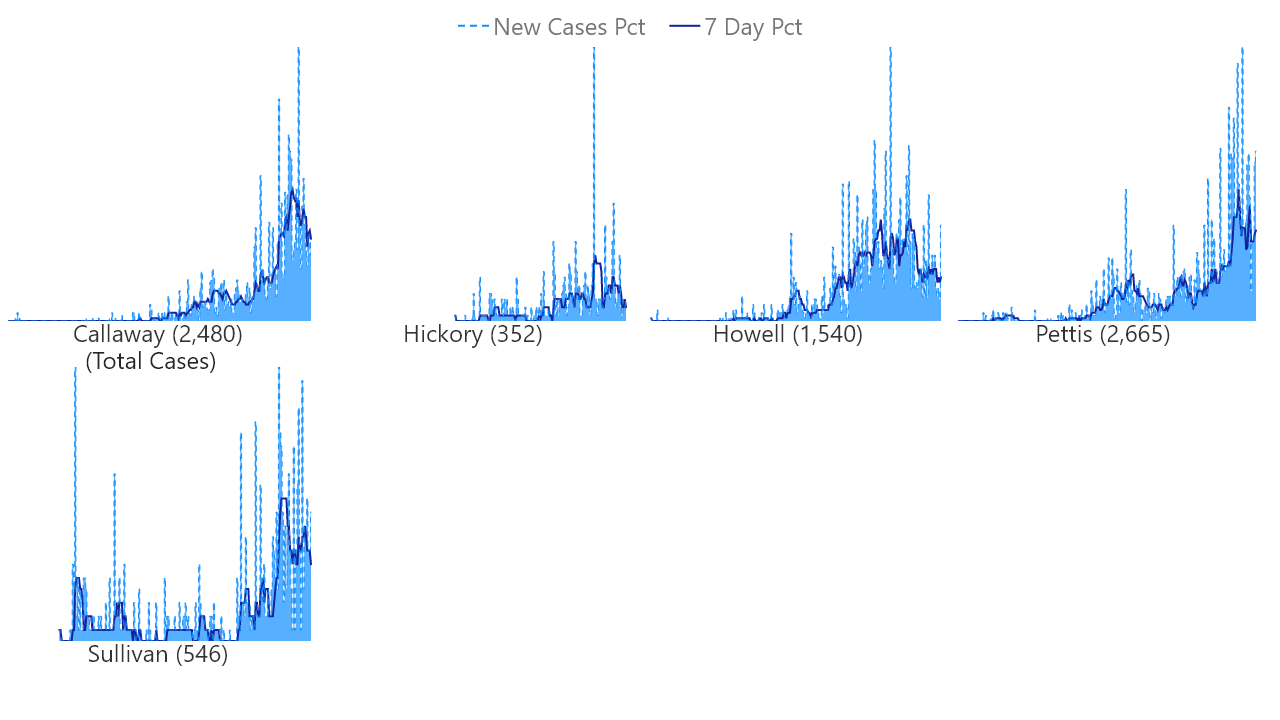 New Cases Pct 7 Day Pct
Callaway (2,480)
(Total Cases)
Hickory (352)
Howell (1,540)
Pettis (2,665)
Sullivan (546)